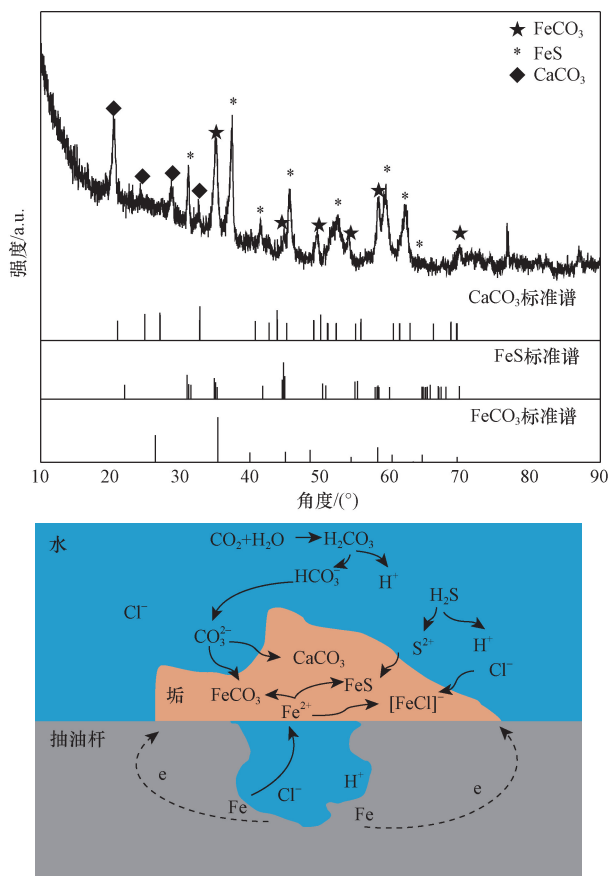 ★ FeCO₃
* FeS
◆ CaCO₃
强度/a.u.
CaCO₃标准谱
FeS标准谱
FeCO₃标准谱
10 20 30 40 50 60 70 80 90
角度/(°)
水
CO₂+H₂O → H₂CO₃
HCO₃⁻ H⁺
H₂S
Cl⁻
CO₃²⁻
S²⁺ H⁺
CaCO₃
Cl⁻
垢 FeCO₃ FeS
Fe²⁺ [FeCl]⁻
抽油杆
e H⁺ e
Fe Cl⁻ Fe